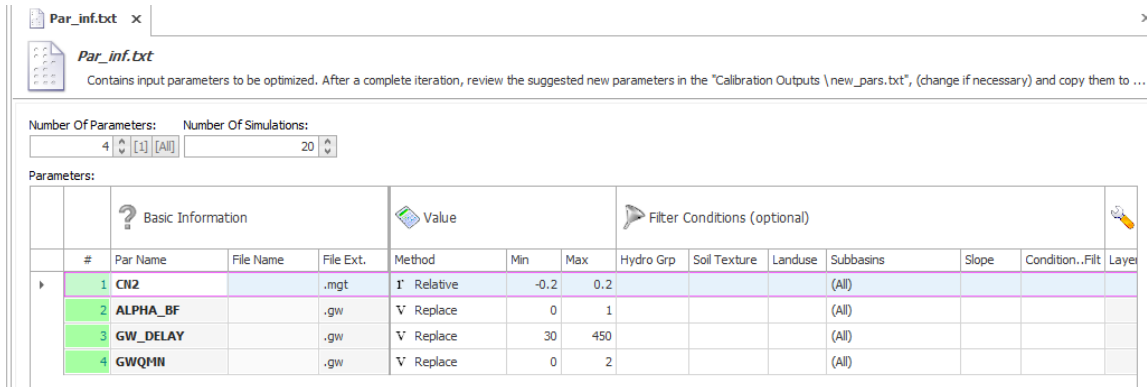 Par_inf.txt x
Par_inf.txt
Contains input parameters to be optimized. After a complete iteration, review the suggested new parameters in the "Calibration Outputs \new_pars.txt", (change if necessary) and copy them to ...
Number Of Parameters: Number Of Simulations:
4 [1] [All] 20
Parameters:
Basic Information Value Filter Conditions (optional)
# Par Name File Name File Ext. Method Min Max Hydro Grp Soil Texture Landuse Subbasins Slope Condition..Filt Layer
1 CN2 .mgt r Relative -0.2 0.2 (All)
2 ALPHA_BF .gw V Replace 0 1 (All)
3 GW_DELAY .gw V Replace 30 450 (All)
4 GWQMN .gw V Replace 0 2 (All)